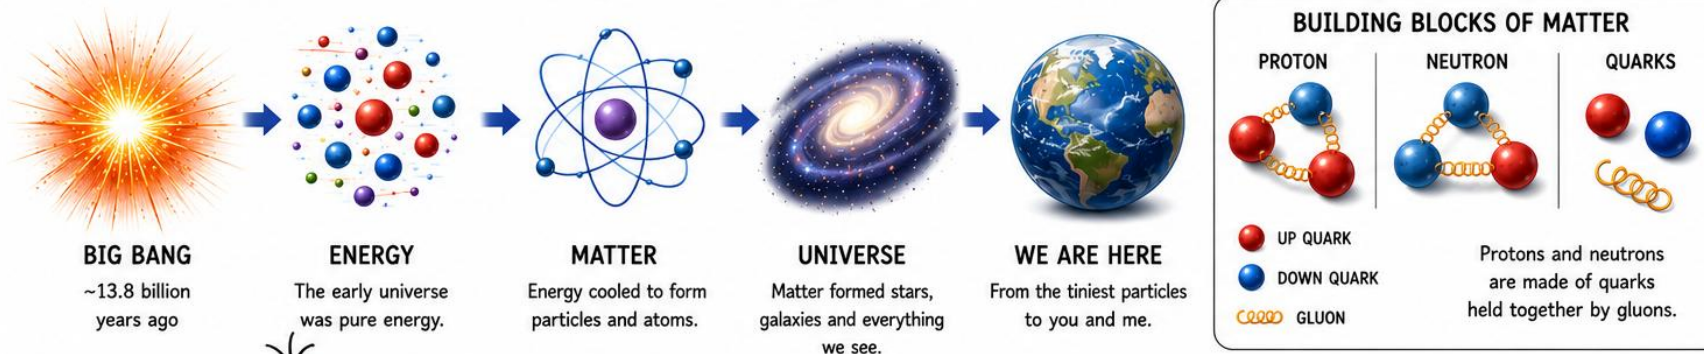 BIG BANG
~13.8 billion
years ago
ENERGY
The early universe
was pure energy.
MATTER
Energy cooled to form
particles and atoms.
UNIVERSE
Matter formed stars,
galaxies and everything
we see.
WE ARE HERE
From the tiniest particles
to you and me.
BUILDING BLOCKS OF MATTER
PROTON
NEUTRON
QUARKS
UP QUARK
DOWN QUARK
GLUON
Protons and neutrons
are made of quarks
held together by gluons.